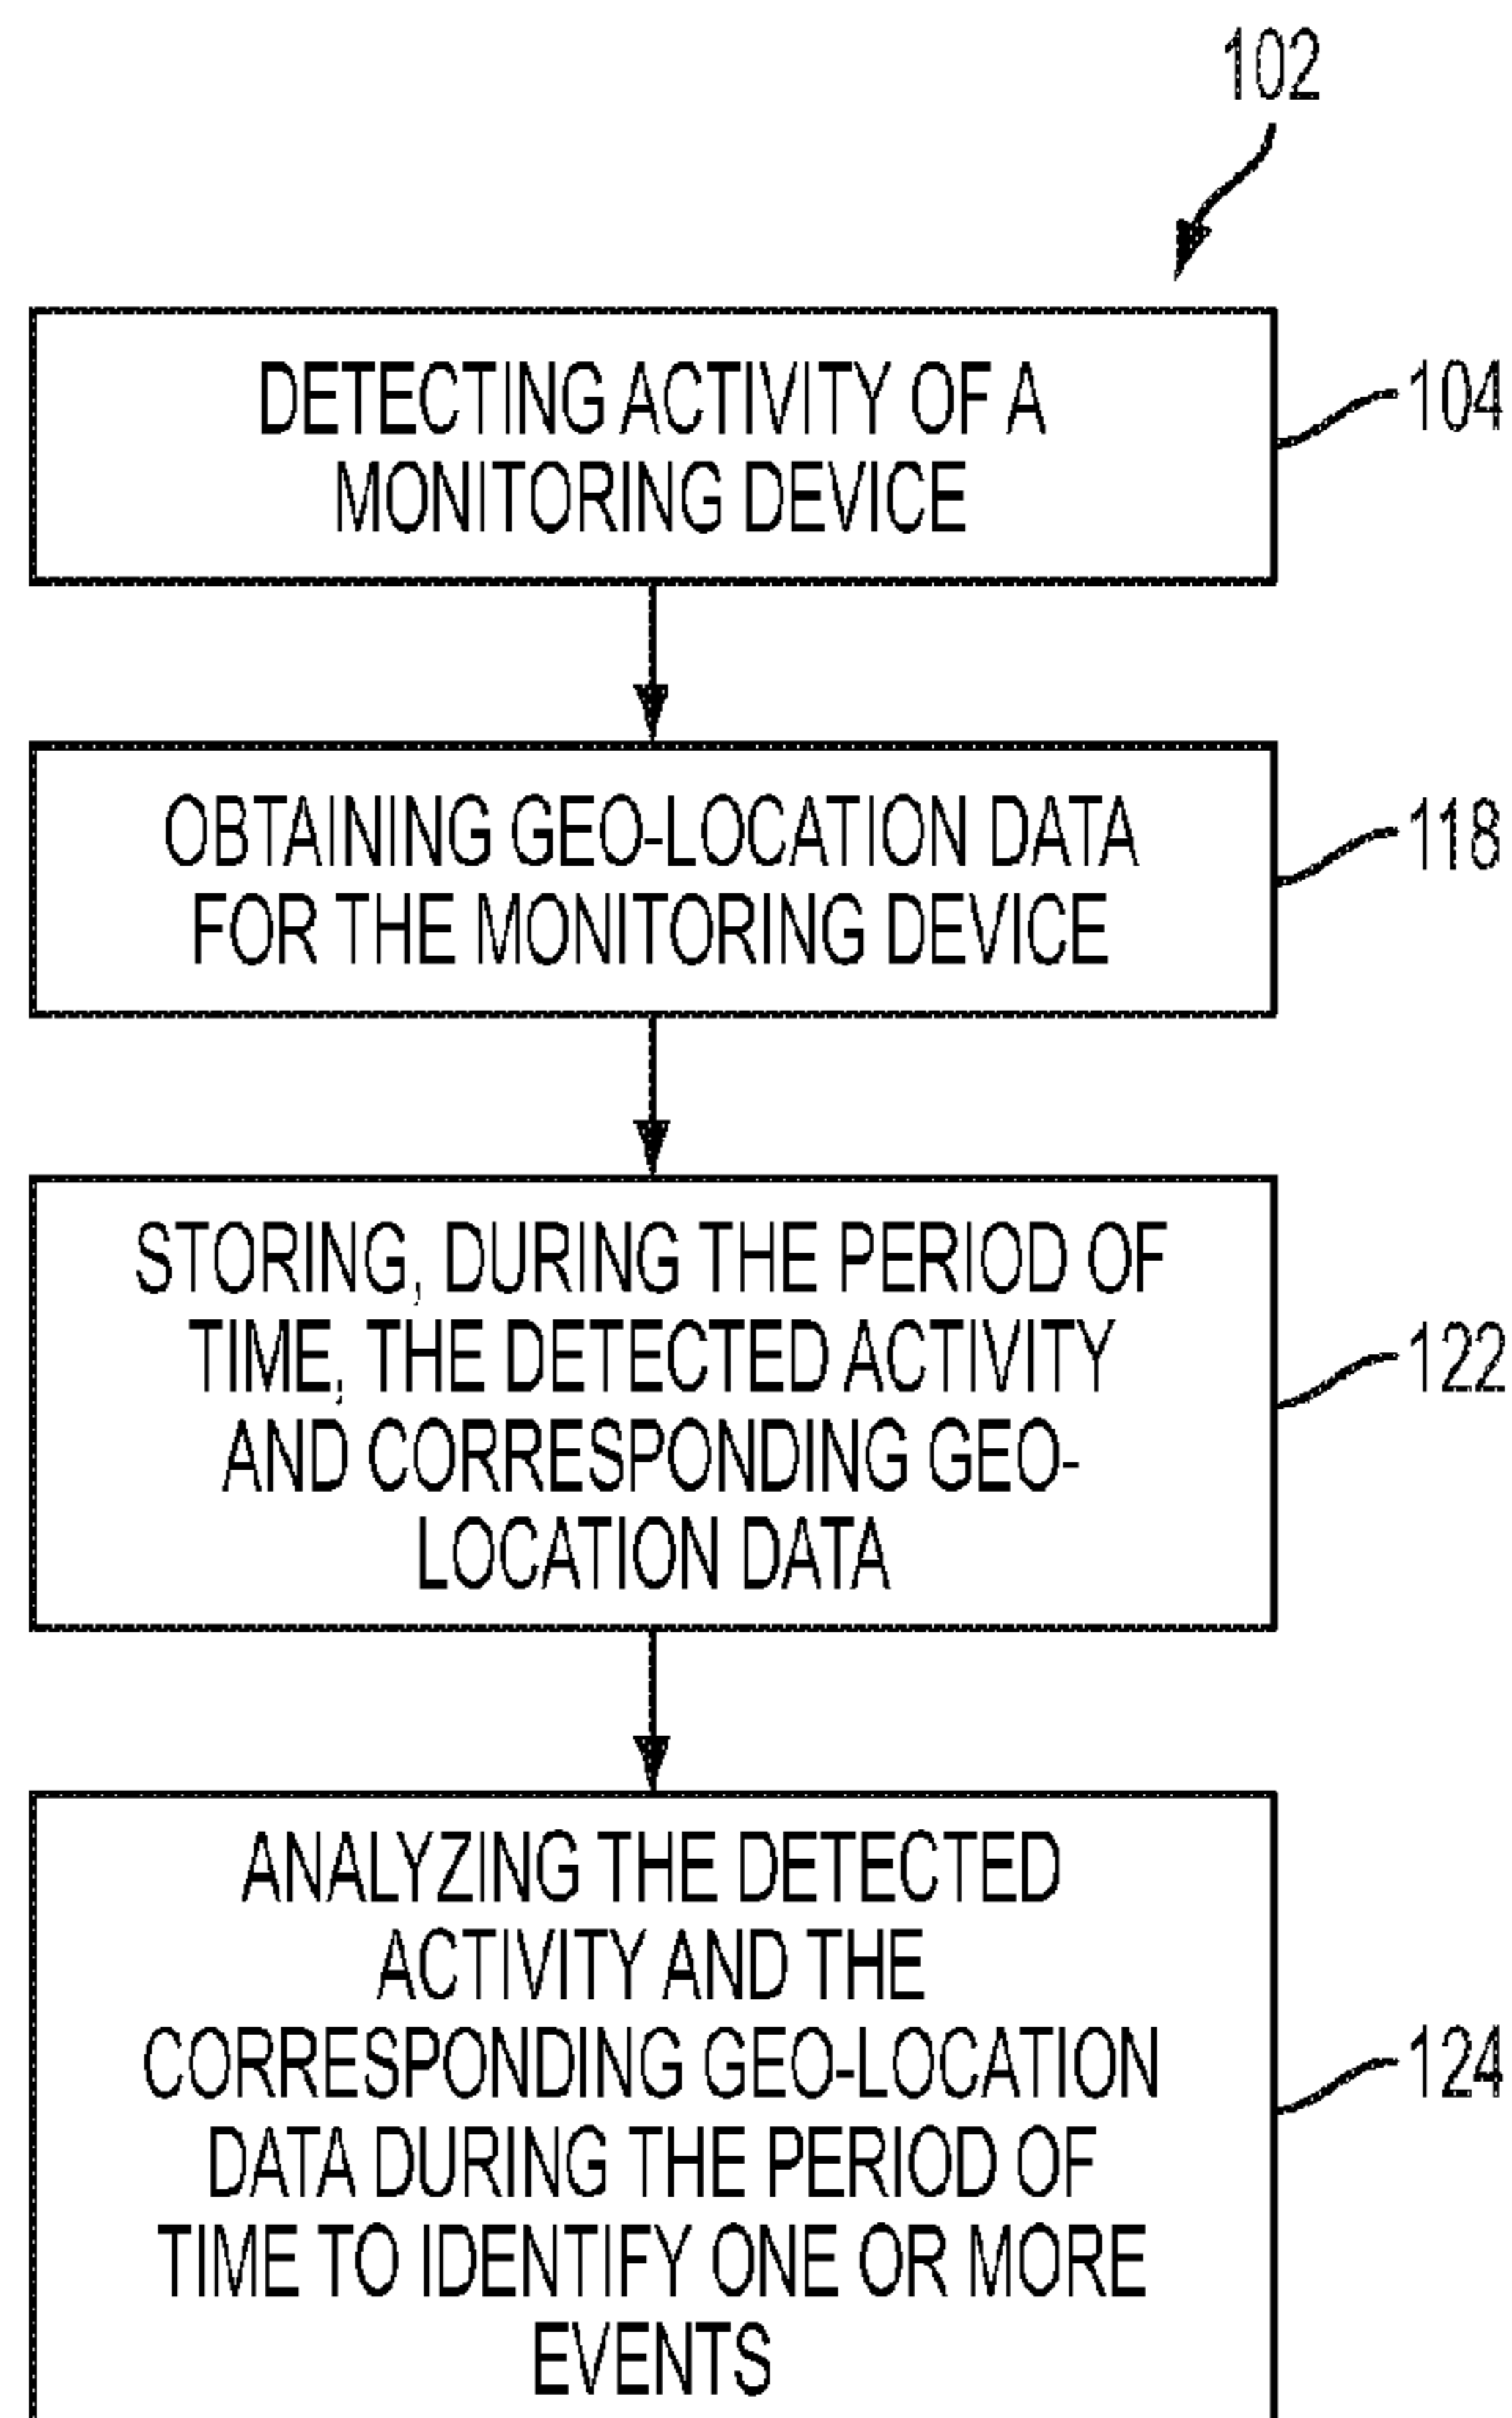 102
DETECTING ACTIVITY OF A
MONITORING DEVICE
104
OBTAINING GEO-LOCATION DATA
FOR THE MONITORING DEVICE
118
STORING, DURING THE PERIOD OF
TIME, THE DETECTED ACTIVITY
AND CORRESPONDING GEO-
LOCATION DATA
122
ANALYZING THE DETECTED
ACTIVITY AND THE
CORRESPONDING GEO-LOCATION
DATA DURING THE PERIOD OF
TIME TO IDENTIFY ONE OR MORE
EVENTS
124